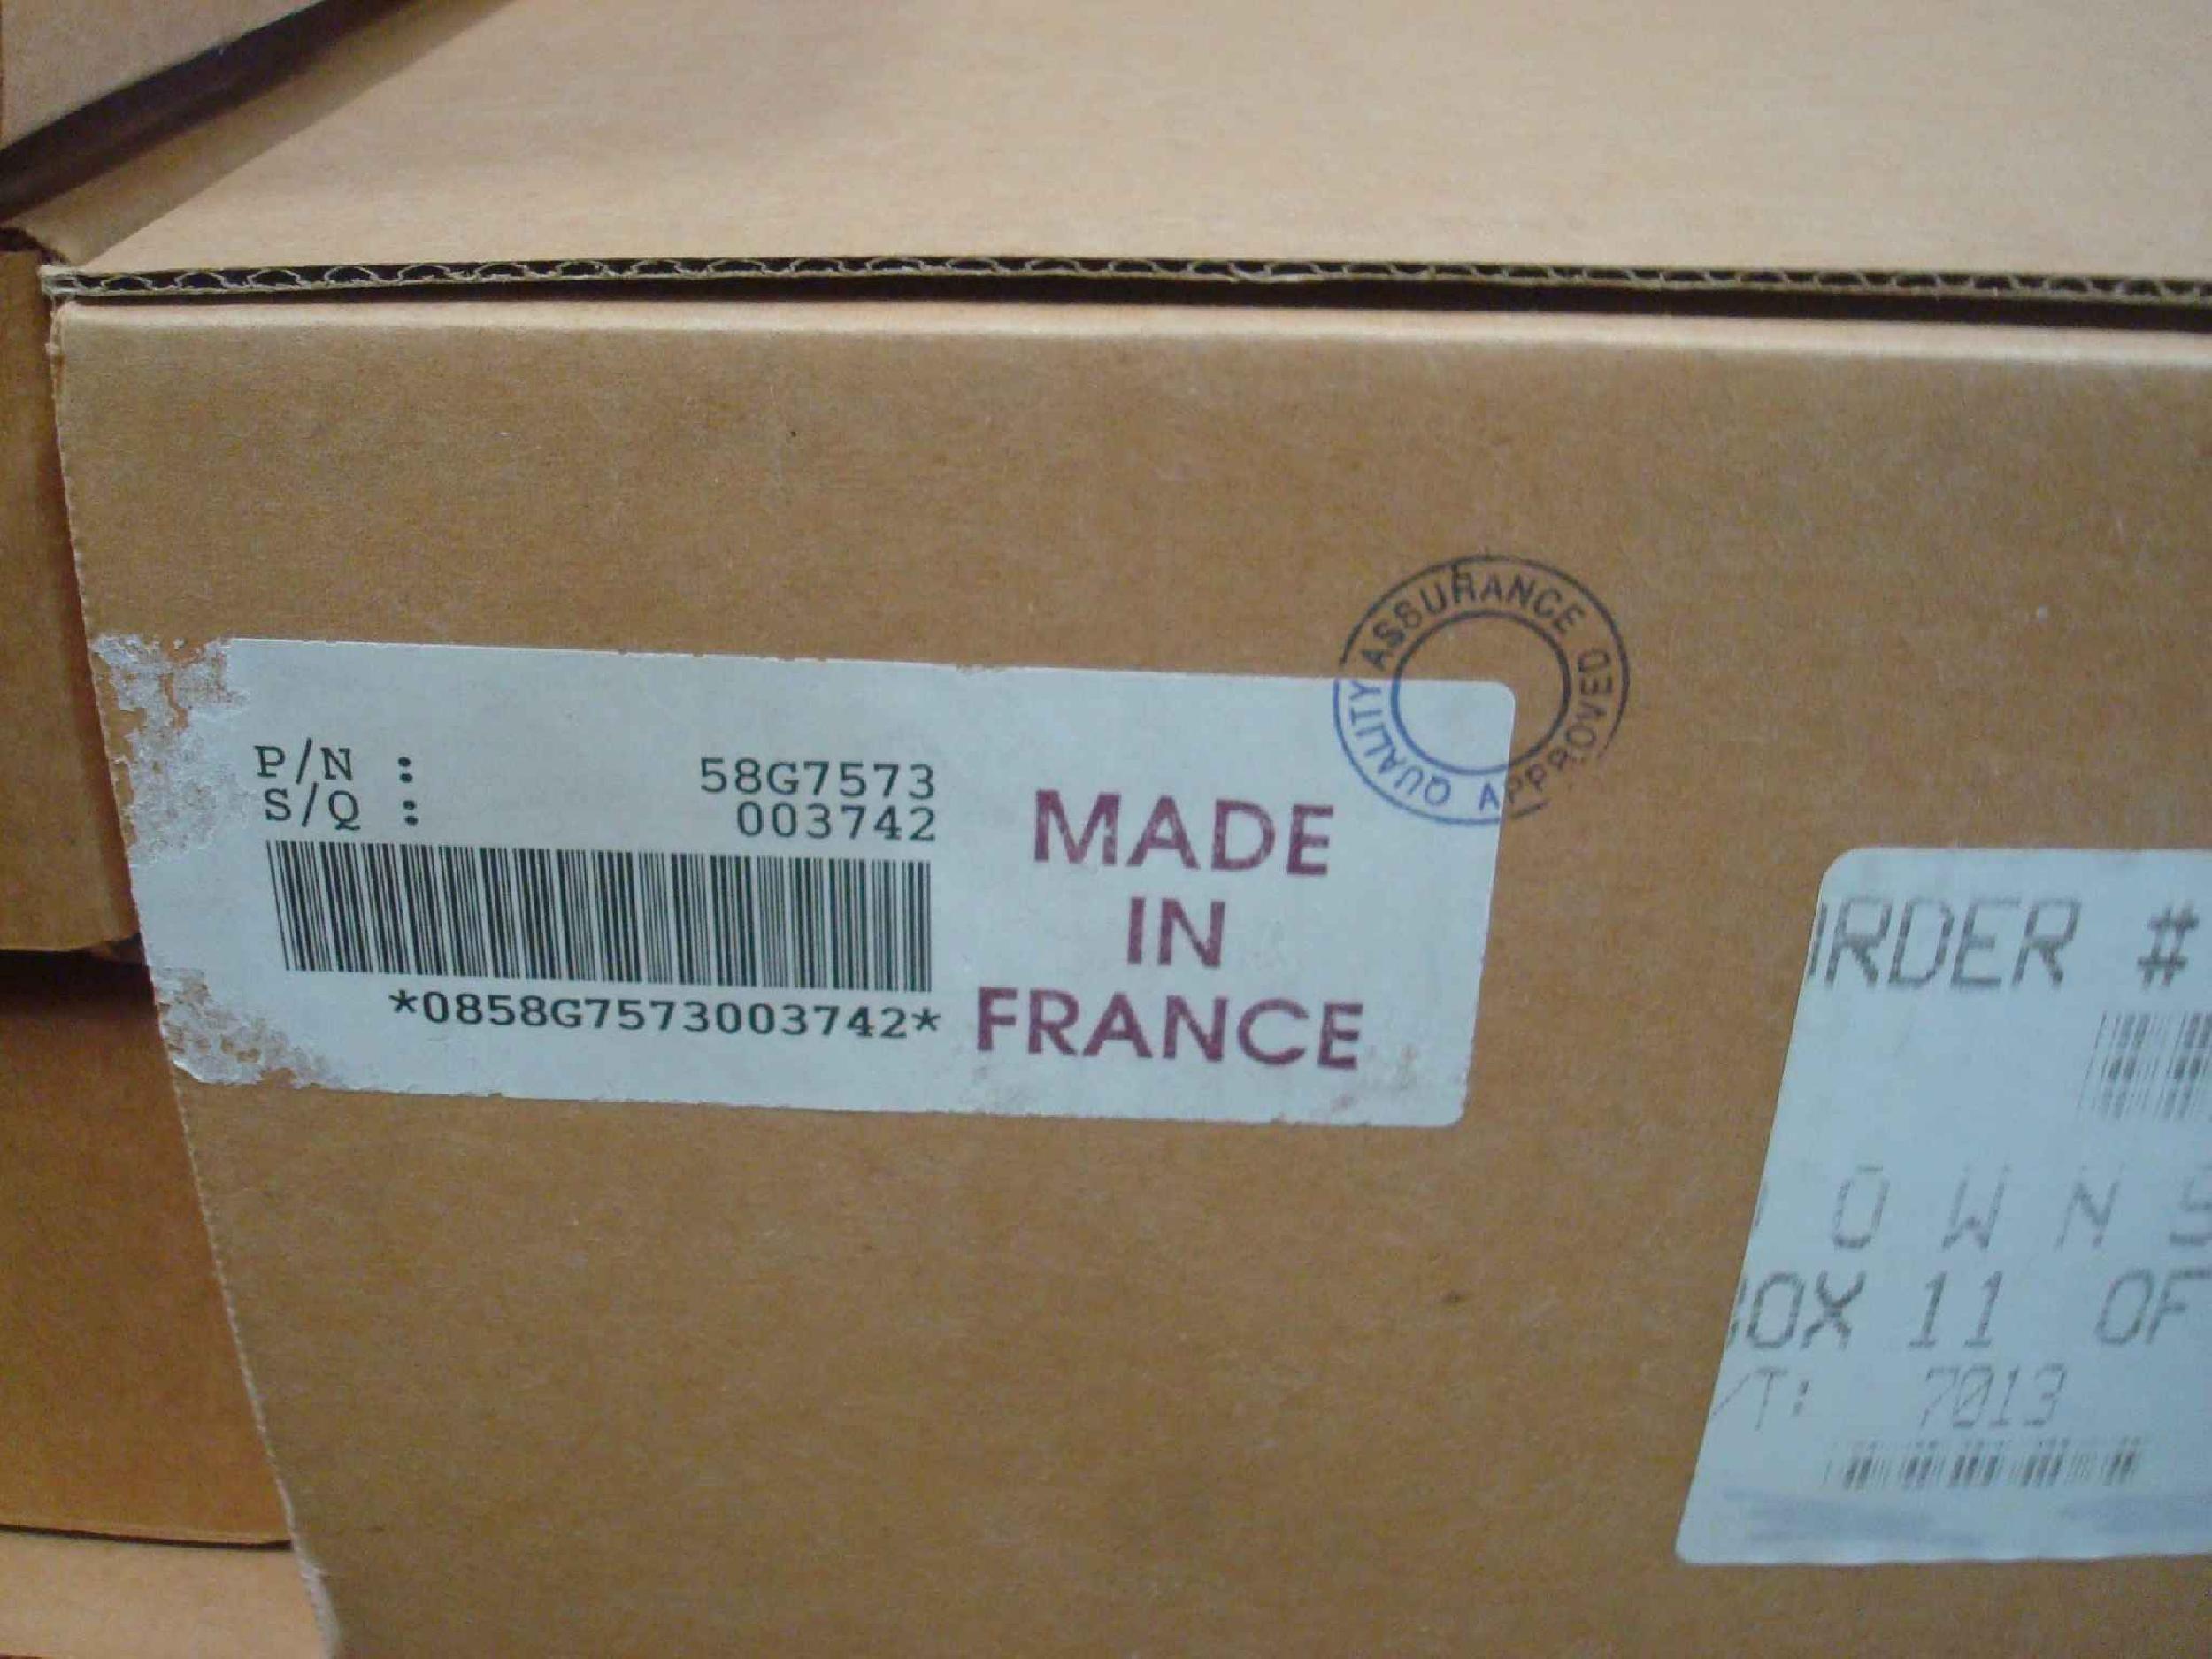 QUALITY ASSURANCE APPROVED
P/N : 58G7573
S/Q : 003742
*0858G7573003742*
MADE
IN
FRANCE
RDER #
O W N S
OX 11 OF
/T: 7013